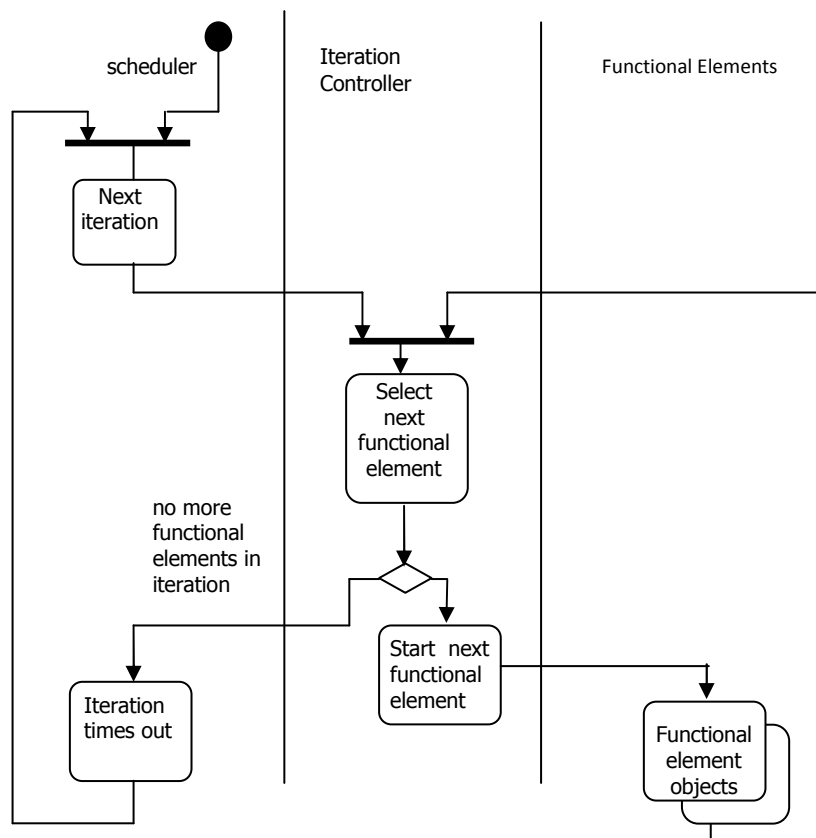 scheduler
Iteration
Controller
Functional Elements
Next
iteration
Select
next
functional
element
no more
functional
elements in
iteration
Start next
functional
element
Iteration
times out
Functional
element
objects